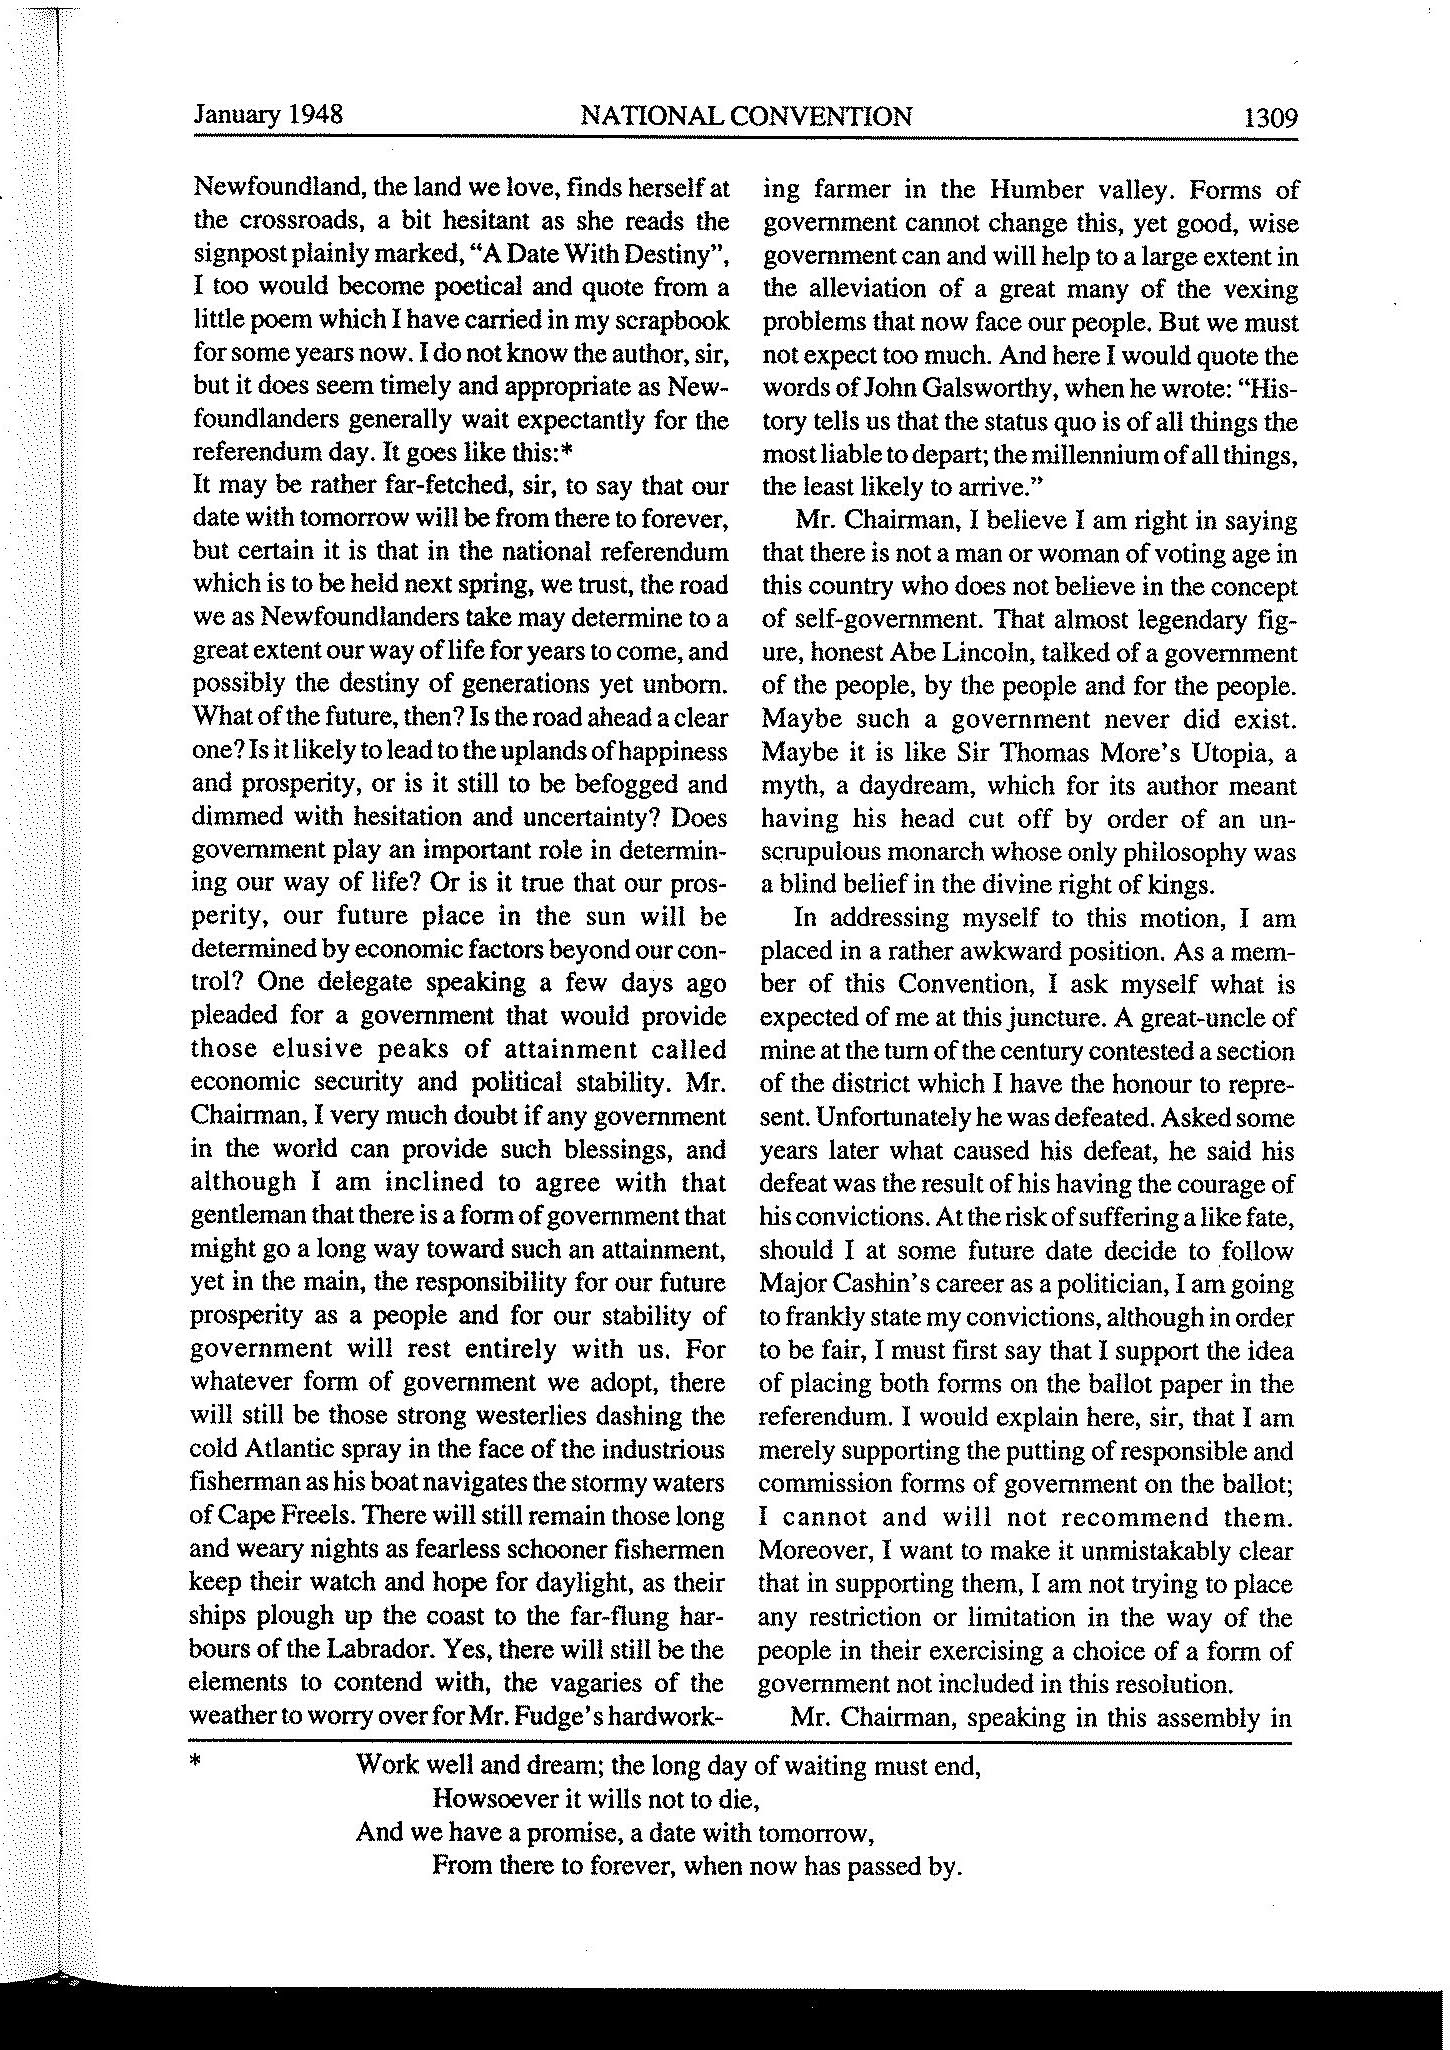 January 1948 NATIONAL CONVENTION 1309
Newfoundland, the land we love, finds herself at
the crossroads, a bit hesitant as she reads the
signpost plainly marked, “A Date With Destiny”,
I too would become poetical and quote from a
little poem which I have carried in my scrapbook
for some years now. I do not know the author, sir,
but it does seem timely and appropriate as New-
foundlanders generally wait expectantly for the
referendum day. It goes like this:*
It may be rather far-fetched, sir, to say that our
date with tomorrow will be from there to forever,
but certain it is that in the national referendum
which is to be held next spring, we trust, the road
we as Newfoundlanders take may determine to a
great extent our way of life for years to come, and
possibly the destiny of generations yet unborn.
What of the future, then? Is the road ahead a clear
one? Is it likely to lead to the uplands of happiness
and prosperity, or is it still to be befogged and
dimmed with hesitation and uncertainty? Does
government play an important role in determin-
ing our way of life? Or is it true that our pros-
perity, our future place in the sun will be
determined by economic factors beyond our con-
trol? One delegate speaking a few days ago
pleaded for a government that would provide
those elusive peaks of attainment called
economic security and political stability. Mr.
Chairman, I very much doubt if any government
in the world can provide such blessings, and
although I am inclined to agree with that
gentleman that there is a form of government that
might go a long way toward such an attainment,
yet in the main, the responsibility for our future
prosperity as a people and for our stability of
government will rest entirely with us. For
whatever form of government we adopt, there
will still be those strong westerlies dashing the
cold Atlantic spray in the face of the industrious
fisherman as his boat navigates the stormy waters
of Cape Freels. There will still remain those long
and weary nights as fearless schooner fishermen
keep their watch and hope for daylight, as their
ships plough up the coast to the far-flung har-
bours of the Labrador. Yes, there will still be the
elements to contend with, the vagaries of the
weather to worry over for Mr. Fudge's hardwork-
ing farmer in the Humber valley. Forms of
government cannot change this, yet good, wise
government can and will help to a large extent in
the alleviation of a great many of the vexing
problems that now face our people. But we must
not expect too much. And here I would quote the
words of John Galsworthy, when he wrote: “His-
tory tells us that the status quo is of all things the
most liable to depart; the millennium of all things,
the least likely to arrive.”
Mr. Chairman, I believe I am right in saying
that there is not a man or woman of voting age in
this country who does not believe in the concept
of self-government. That almost legendary fig-
ure, honest Abe Lincoln, talked of a government
of the people, by the people and for the people.
Maybe such a government never did exist.
Maybe it is like Sir Thomas More's Utopia, a
myth, a daydream, which for its author meant
having his head cut off by order of an un-
scrupulous monarch whose only philosophy was
a blind belief in the divine right of kings.
In addressing myself to this motion, I am
placed in a rather awkward position. As a mem-
ber of this Convention, I ask myself what is
expected of me at this juncture. A great-uncle of
mine at the turn of the century contested a section
of the district which I have the honour to repre-
sent. Unfortunately he was defeated. Asked some
years later what caused his defeat, he said his
defeat was the result of his having the courage of
his convictions. At the risk of suffering a like fate,
should I at some future date decide to follow
Major Cashin's career as a politician, I am going
to frankly state my convictions, although in order
to be fair, I must first say that I support the idea
of placing both forms on the ballot paper in the
referendum. I would explain here, sir, that I am
merely supporting the putting of responsible and
commission forms of government on the ballot;
I cannot and will not recommend them.
Moreover, I want to make it unmistakably clear
that in supporting them, I am not trying to place
any restriction or limitation in the way of the
people in their exercising a choice of a form of
government not included in this resolution.
Mr. Chairman, speaking in this assembly in
* Work well and dream; the long day of waiting must end,
Howsoever it wills not to die,
And we have a promise, a date with tomorrow,
From there to forever, when now has passed by.